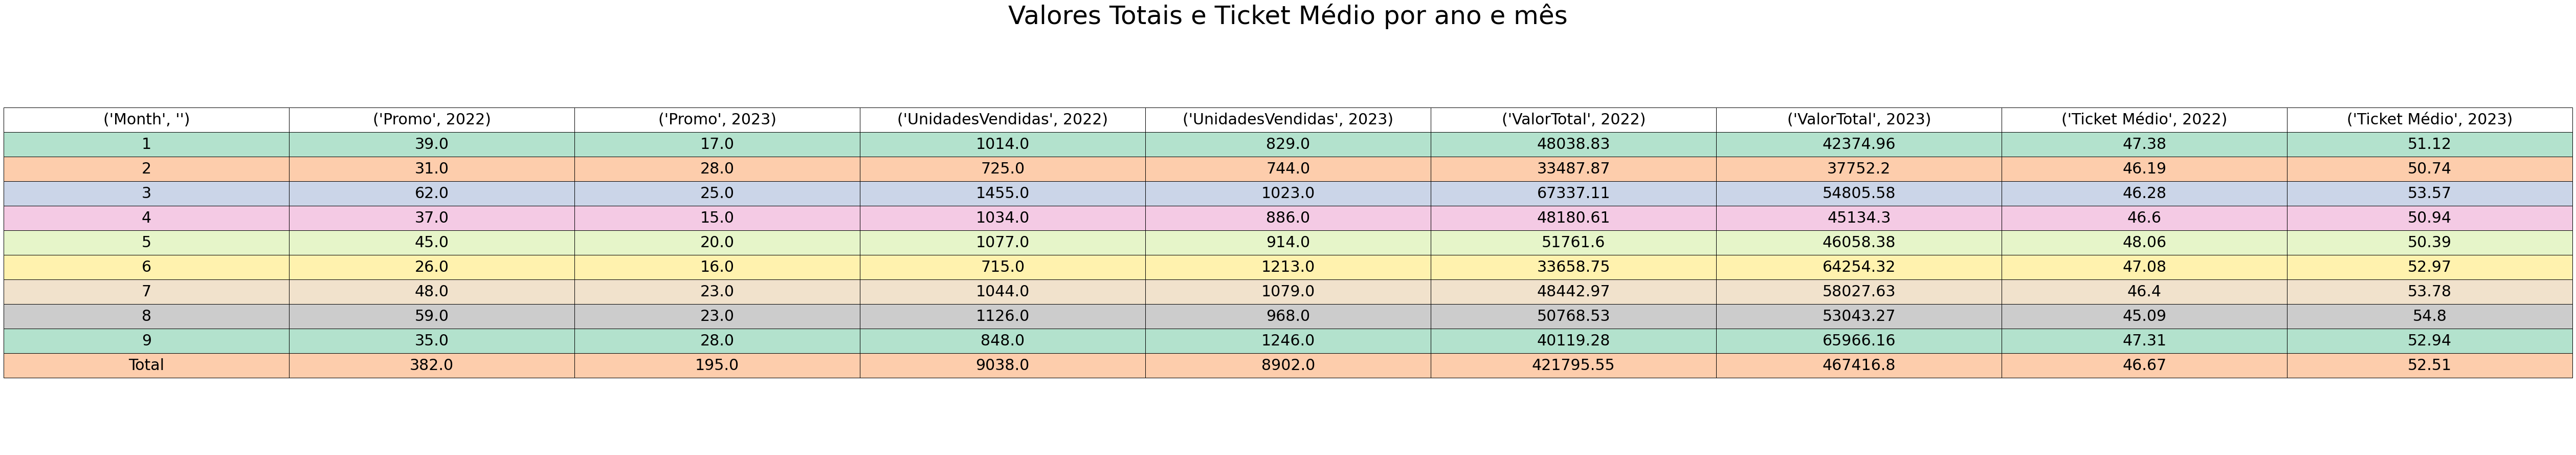 Valores Totais e Ticket Médio por ano e mês
('Month', '') ('Promo', 2022) ('Promo', 2023) ('UnidadesVendidas', 2022) ('UnidadesVendidas', 2023) ('ValorTotal', 2022) ('ValorTotal', 2023) ('Ticket Médio', 2022) ('Ticket Médio', 2023)
1 39.0 17.0 1014.0 829.0 48038.83 42374.96 47.38 51.12
2 31.0 28.0 725.0 744.0 33487.87 37752.2 46.19 50.74
3 62.0 25.0 1455.0 1023.0 67337.11 54805.58 46.28 53.57
4 37.0 15.0 1034.0 886.0 48180.61 45134.3 46.6 50.94
5 45.0 20.0 1077.0 914.0 51761.6 46058.38 48.06 50.39
6 26.0 16.0 715.0 1213.0 33658.75 64254.32 47.08 52.97
7 48.0 23.0 1044.0 1079.0 48442.97 58027.63 46.4 53.78
8 59.0 23.0 1126.0 968.0 50768.53 53043.27 45.09 54.8
9 35.0 28.0 848.0 1246.0 40119.28 65966.16 47.31 52.94
Total 382.0 195.0 9038.0 8902.0 421795.55 467416.8 46.67 52.51